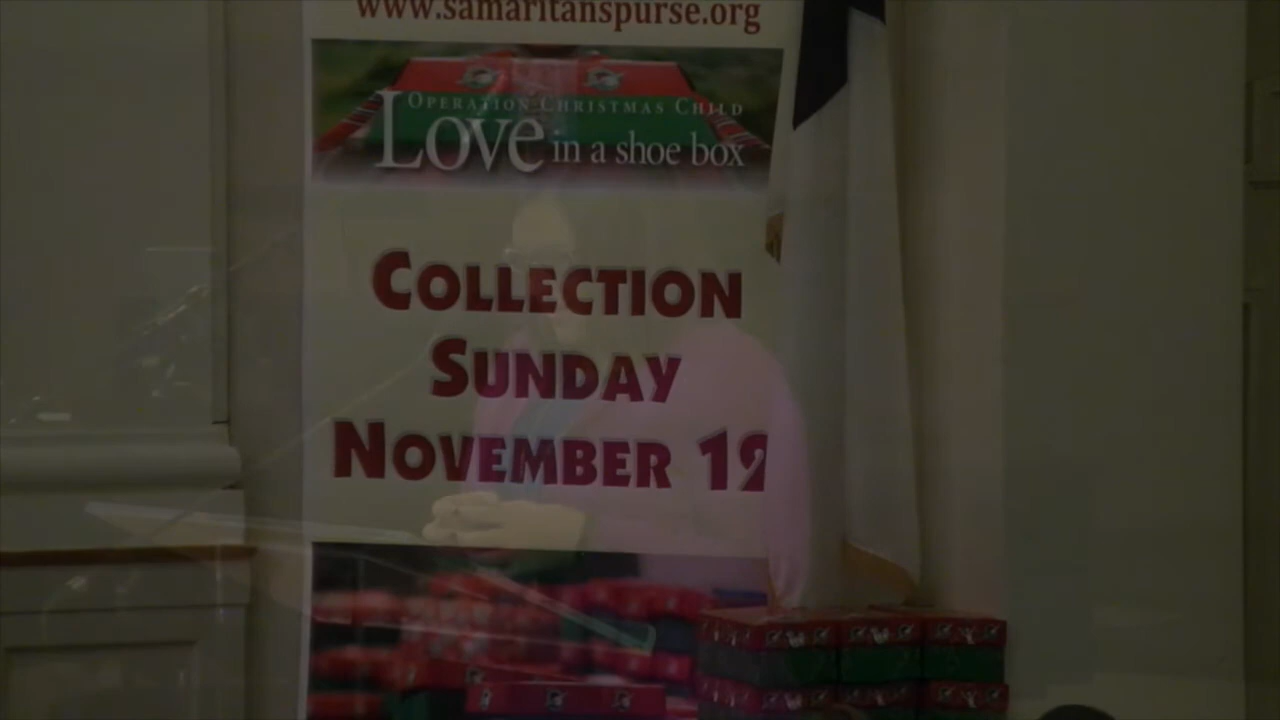 www.samaritanspurse.org
OPERATION CHRISTMAS CHILD
Love in a shoe box
COLLECTION
SUNDAY
NOVEMBER 19